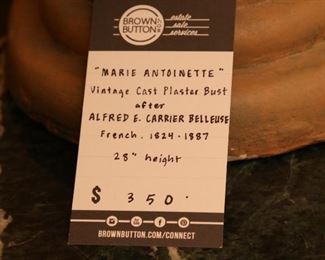 BROWN
BUTTON
estate
sale
services
"MARIE ANTOINETTE"
Vintage Cast Plaster Bust
after
ALFRED E. CARRIER BELLEUSE
French. 1824-1887
28" height
$ 350.
BROWNBUTTON.COM/CONNECT